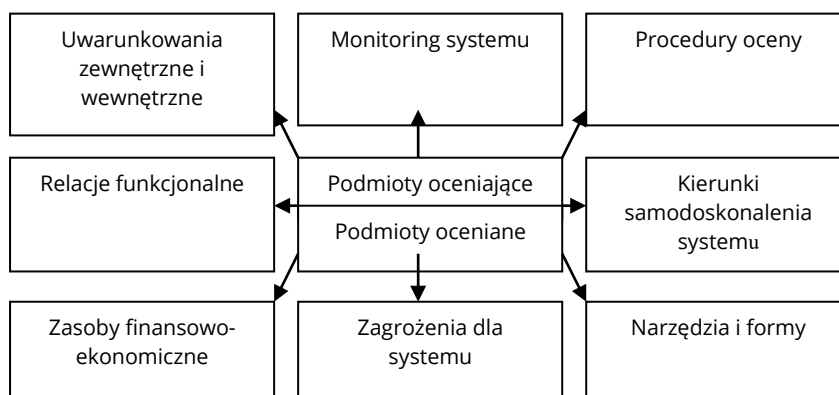 Uwarunkowania
zewnętrzne i
wewnętrzne
Monitoring systemu
Procedury oceny
Relacje funkcjonalne
Podmioty oceniające
Podmioty oceniane
Kierunki
samodoskonalenia
systemu
Zasoby finansowo-
ekonomiczne
Zagrożenia dla
systemu
Narzędzia i formy